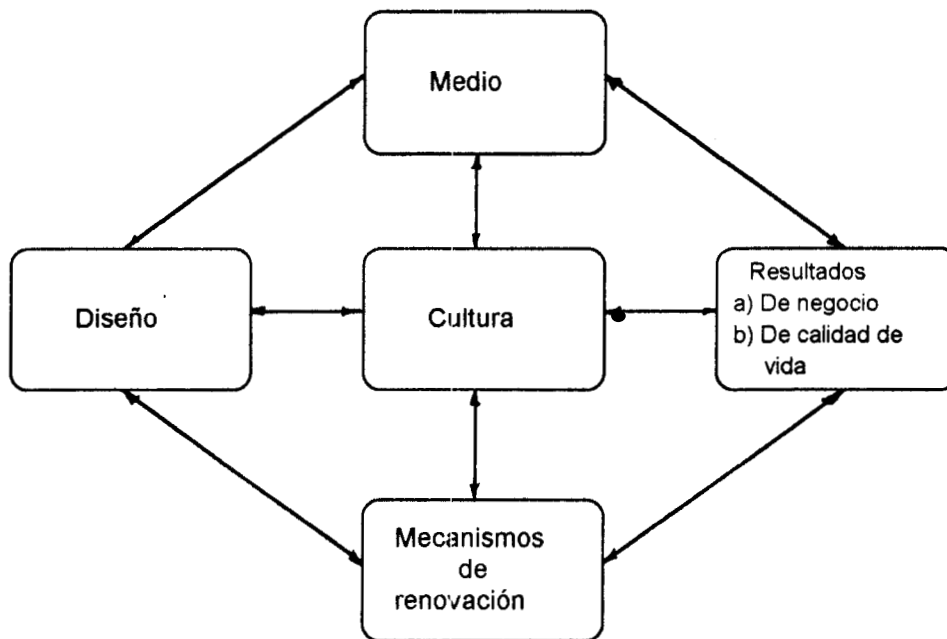 Medio
Diseño
Cultura
Resultados
a) De negocio
b) De calidad de
vida
Mecanismos
de
renovación